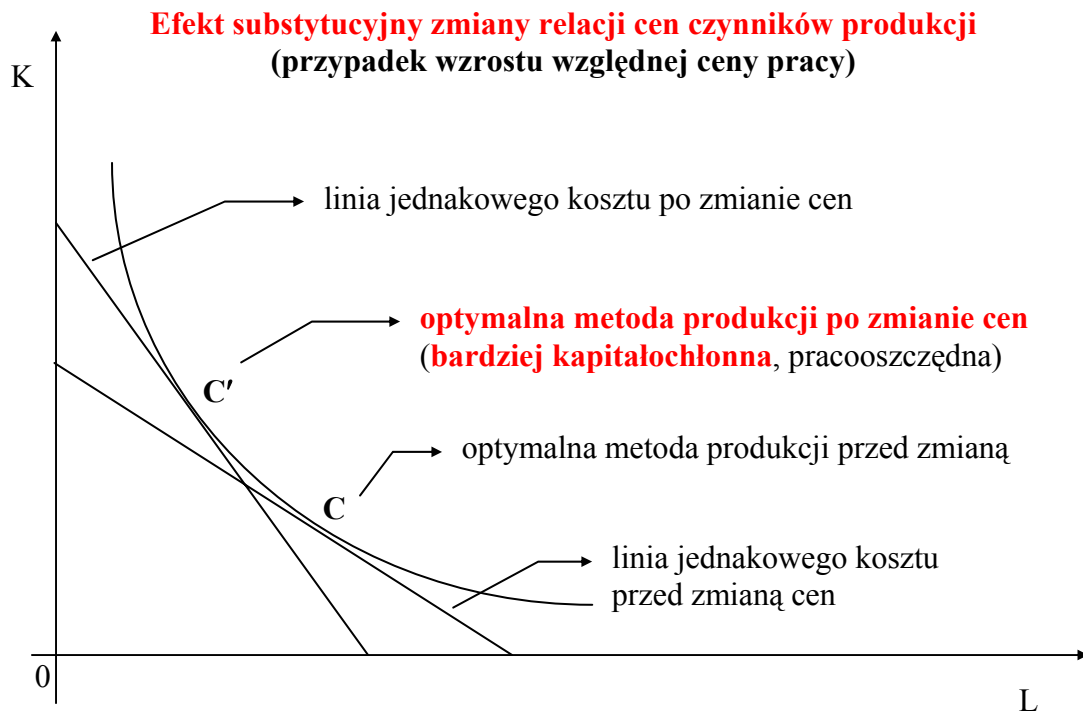 Efekt substytucyjny zmiany relacji cen czynników produkcji
(przypadek wzrostu względnej ceny pracy)
K
linia jednakowego kosztu po zmianie cen
optymalna metoda produkcji po zmianie cen
(bardziej kapitałochłonna, pracooszczędna)
C'
optymalna metoda produkcji przed zmianą
C
linia jednakowego kosztu
przed zmianą cen
0
L